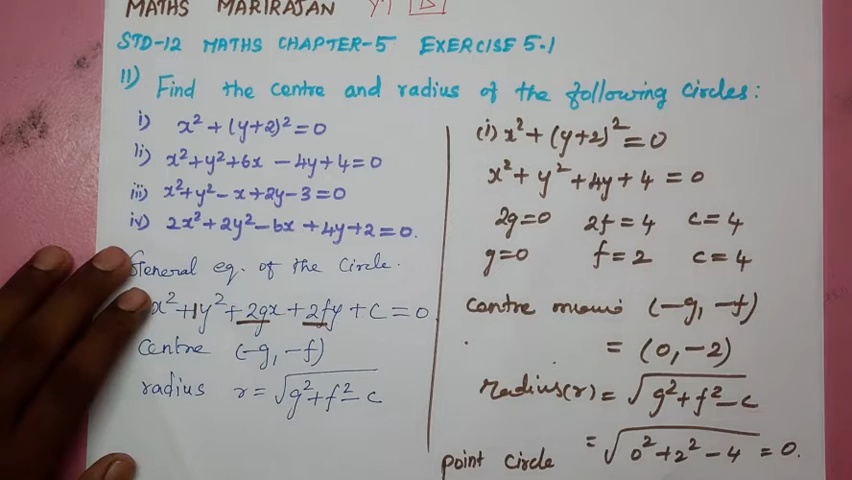 MATHS MARIRAJAN
STD-12 MATHS CHAPTER-5 EXERCISE 5.1
11) Find the centre and radius of the following Circles:
i) x²+(y+2)²=0
ii) x²+y²+6x-4y+4=0
iii) x²+y²-x+2y-3=0
iv) 2x²+2y²-6x+4y+2=0.
General eq. of the Circle.
x²+1y²+2gx+2fy+c=0.
Centre (-g,-f)
radius r=√g²+f²-c
(i) x²+(y+2)²=0
x²+y²+4y+4=0
2g=0 2f=4 c=4
g=0 f=2 c=4
centre (-g,-f)
=(0,-2)
Radius(r)=√g²+f²-c
=√0²+2²-4=0.
point circle